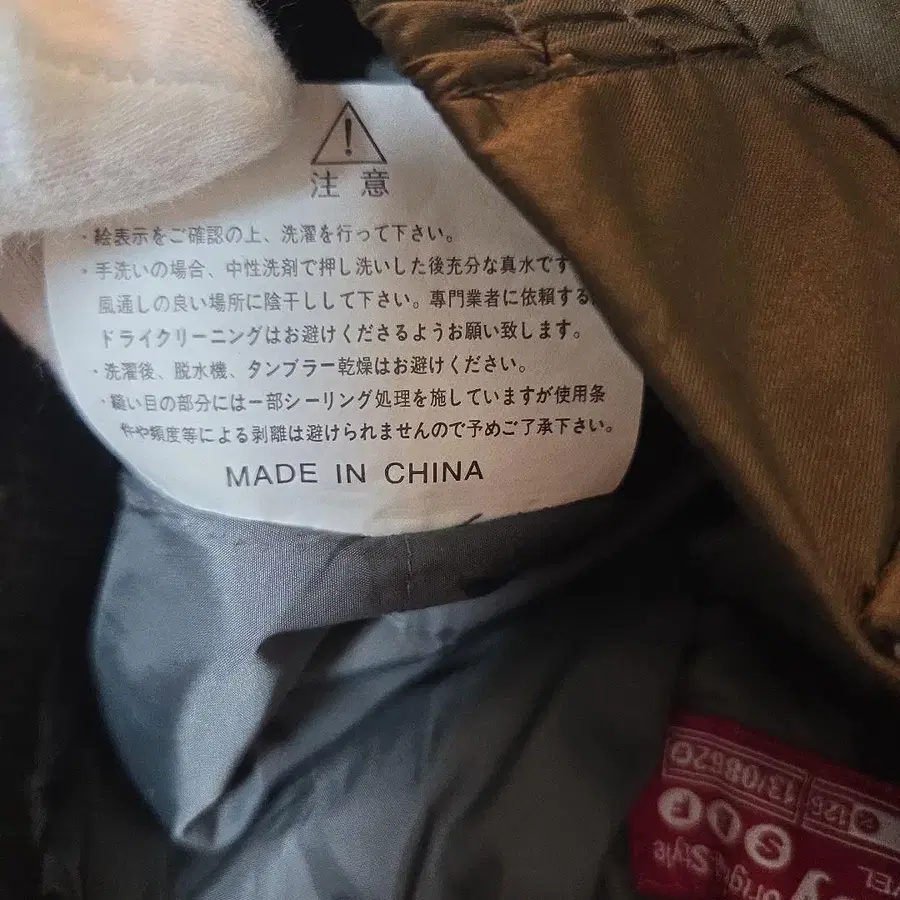 注意
・絵表示をご確認の上、洗濯を行って下さい。
・手洗いの場合、中性洗剤で押し洗いした後充分な真水です
風通しの良い場所に陰干しして下さい。専門業者に依頼する
ドライクリーニングはお避けくださるようお願い致します。
・洗濯後、脱水機、タンブラー乾燥はお避けください。
・縫い目の部分には一部シーリング処理を施していますが使用条
件や頻度等による剥離は避けられませんので予めご了承下さい。
MADE IN CHINA
Style
VEL